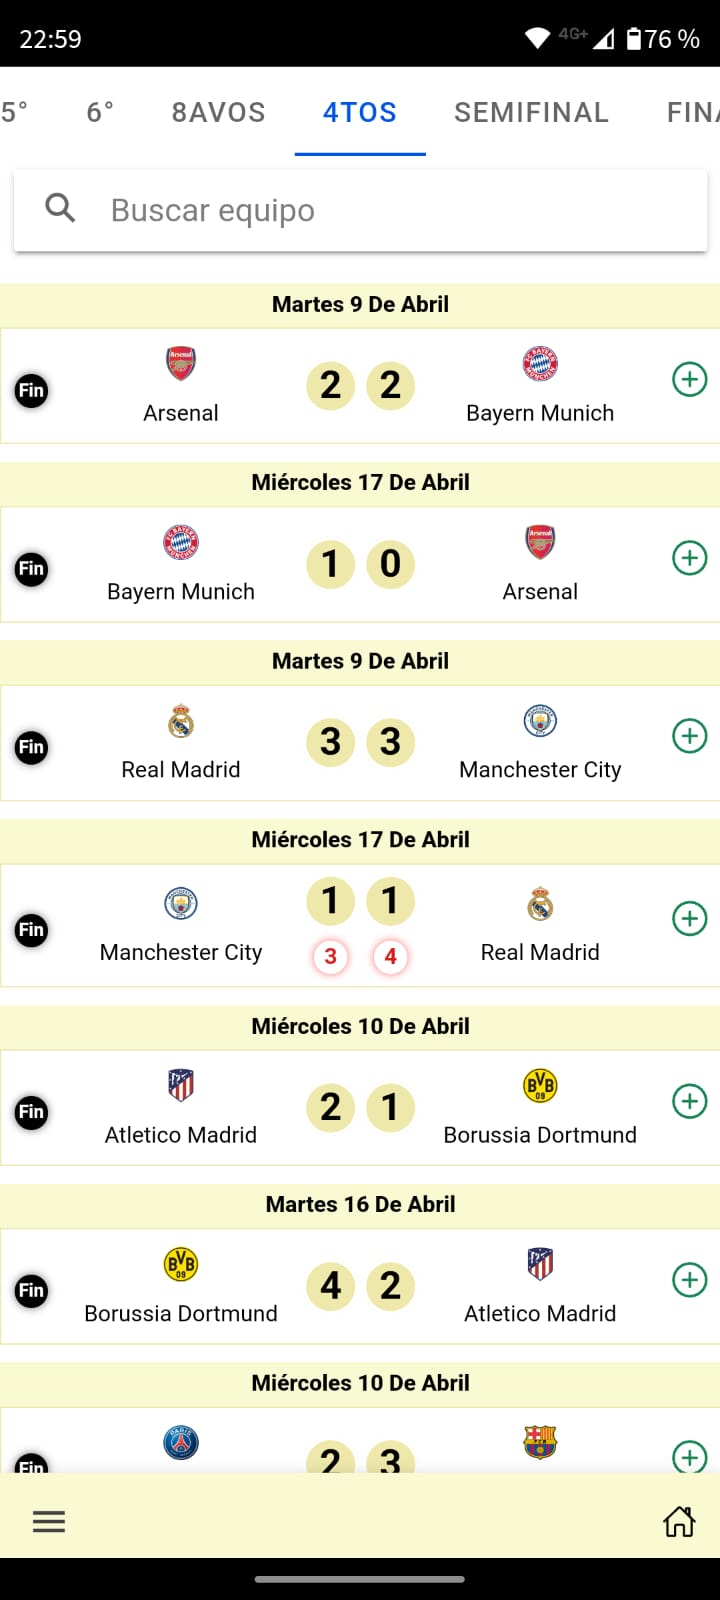 22:59 4G+ 76 %
5° 6° 8AVOS 4TOS SEMIFINAL FINA
Buscar equipo
Martes 9 De Abril
Fin Arsenal 2 2 Bayern Munich
Miércoles 17 De Abril
Fin Bayern Munich 1 0 Arsenal
Martes 9 De Abril
Fin Real Madrid 3 3 Manchester City
Miércoles 17 De Abril
Fin Manchester City 1 1 Real Madrid
3 4
Miércoles 10 De Abril
Fin Atletico Madrid 2 1 Borussia Dortmund
Martes 16 De Abril
Fin Borussia Dortmund 4 2 Atletico Madrid
Miércoles 10 De Abril
Fin 2 3